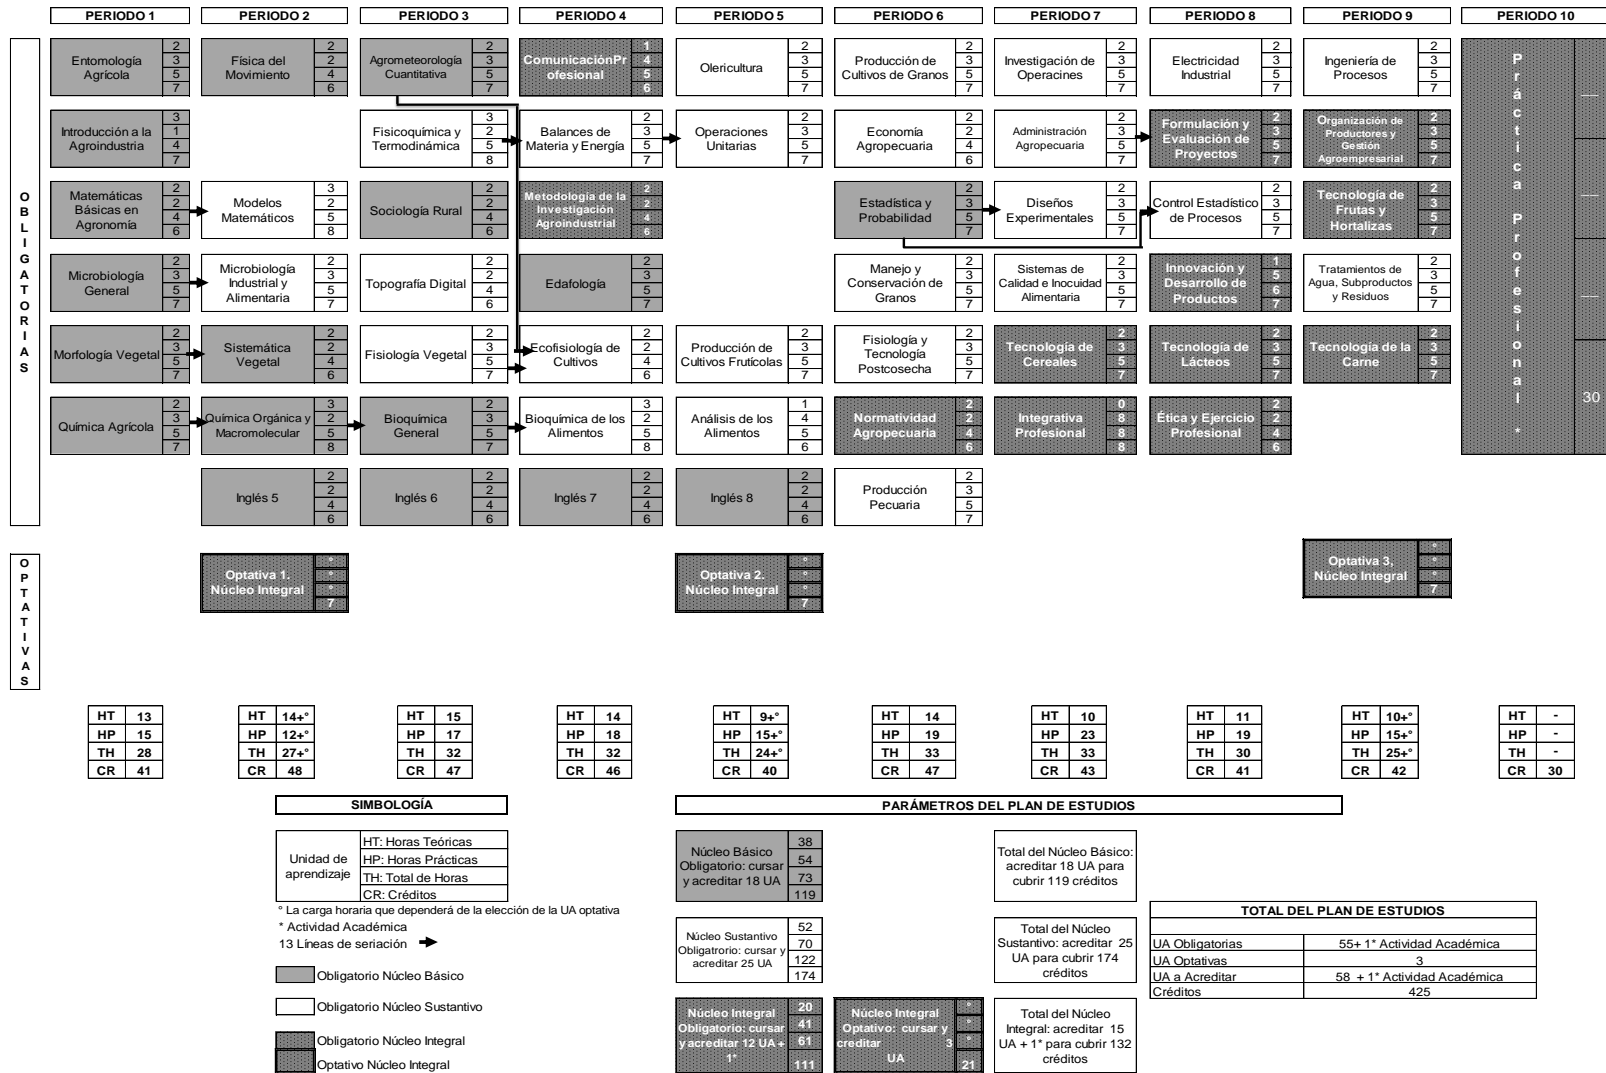 PERIODO 1
PERIODO 2
PERIODO 3
PERIODO 4
PERIODO 5
PERIODO 6
PERIODO 7
PERIODO 8
PERIODO 9
PERIODO 10
OBLIGATORIAS
Entomología
Agrícola
2
3
5
7
Física del
Movimiento
2
2
4
6
Agrometeorología
Cuantitativa
2
3
5
7
ComunicaciónPr
ofesional
1
4
5
6
Olericultura
2
3
5
7
Producción de
Cultivos de Granos
2
3
5
7
Investigación de
Operacines
2
3
5
7
Electricidad
Industrial
2
3
5
7
Ingeniería de
Procesos
2
3
5
7
Práctica Profesional *
—
—
—
30
Introducción a la
Agroindustria
3
1
4
7
Fisicoquímica y
Termodinámica
3
2
5
8
Balances de
Materia y Energía
2
3
5
7
Operaciones
Unitarias
2
3
5
7
Economía
Agropecuaria
2
2
4
6
Administración
Agropecuaria
2
3
5
7
Formulación y
Evaluación de
Proyectos
2
3
5
7
Organización de
Productores y
Gestión
Agroempresarial
2
3
5
7
Matemáticas
Básicas en
Agronomía
2
2
4
6
Modelos
Matemáticos
3
2
5
8
Sociología Rural
2
2
4
6
Metodología de la
Investigación
Agroindustrial
2
2
4
6
Estadística y
Probabilidad
2
3
5
7
Diseños
Experimentales
2
3
5
7
Control Estadístico
de Procesos
2
3
5
7
Tecnología de
Frutas y
Hortalizas
2
3
5
7
Microbiología
General
2
3
5
7
Microbiología
Industrial y
Alimentaria
2
3
5
7
Topografía Digital
2
2
4
6
Edafología
2
3
5
7
Manejo y
Conservación de
Granos
2
3
5
7
Sistemas de
Calidad e Inocuidad
Alimentaria
2
3
5
7
Innovación y
Desarrollo de
Productos
1
5
6
7
Tratamientos de
Agua, Subproductos
y Residuos
2
3
5
7
Morfología Vegetal
2
3
5
7
Sistemática
Vegetal
2
2
4
6
Fisiología Vegetal
2
3
5
7
Ecofisiología de
Cultivos
2
2
4
6
Producción de
Cultivos Frutícolas
2
3
5
7
Fisiología y
Tecnología
Postcosecha
2
3
5
7
Tecnología de
Cereales
2
3
5
7
Tecnología de
Lácteos
2
3
5
7
Tecnología de la
Carne
2
3
5
7
Química Agrícola
2
3
5
7
Química Orgánica y
Macromolecular
3
2
5
8
Bioquímica
General
2
3
5
7
Bioquímica de los
Alimentos
3
2
5
8
Análisis de los
Alimentos
1
4
5
6
Normatividad
Agropecuaria
2
2
4
6
Integrativa
Profesional
0
8
8
8
Ética y Ejercicio
Profesional
2
2
4
6
Inglés 5
2
2
4
6
Inglés 6
2
2
4
6
Inglés 7
2
2
4
6
Inglés 8
2
2
4
6
Producción
Pecuaria
2
3
5
7
OPTATIVAS
Optativa 1.
Núcleo Integral
°
°
°
7
Optativa 2.
Núcleo Integral
°
°
°
7
Optativa 3,
Núcleo Integral
°
°
°
7
HT 13
HP 15
TH 28
CR 41
HT 14+°
HP 12+°
TH 27+°
CR 48
HT 15
HP 17
TH 32
CR 47
HT 14
HP 18
TH 32
CR 46
HT 9+°
HP 15+°
TH 24+°
CR 40
HT 14
HP 19
TH 33
CR 47
HT 10
HP 23
TH 33
CR 43
HT 11
HP 19
TH 30
CR 41
HT 10+°
HP 15+°
TH 25+°
CR 42
HT -
HP -
TH -
CR 30
SIMBOLOGÍA
Unidad de
aprendizaje
HT: Horas Teóricas
HP: Horas Prácticas
TH: Total de Horas
CR: Créditos
° La carga horaria que dependerá de la elección de la UA optativa
* Actividad Académica
13 Líneas de seriación
Obligatorio Núcleo Básico
Obligatorio Núcleo Sustantivo
Obligatorio Núcleo Integral
Optativo Núcleo Integral
PARÁMETROS DEL PLAN DE ESTUDIOS
Núcleo Básico
Obligatorio: cursar
y acreditar 18 UA
38
54
73
119
Total del Núcleo Básico:
acreditar 18 UA para
cubrir 119 créditos
Núcleo Sustantivo
Obligatrorio: cursar y
acreditar 25 UA
52
70
122
174
Total del Núcleo
Sustantivo: acreditar 25
UA para cubrir 174
créditos
Núcleo Integral
Obligatorio: cursar
y acreditar 12 UA +
1*
20
41
61
111
Núcleo Integral
Optativo: cursar y
creditar 3
UA
°
°
°
21
Total del Núcleo
Integral: acreditar 15
UA + 1* para cubrir 132
créditos
TOTAL DEL PLAN DE ESTUDIOS
UA Obligatorias 55+ 1* Actividad Académica
UA Optativas 3
UA a Acreditar 58 + 1* Actividad Académica
Créditos 425